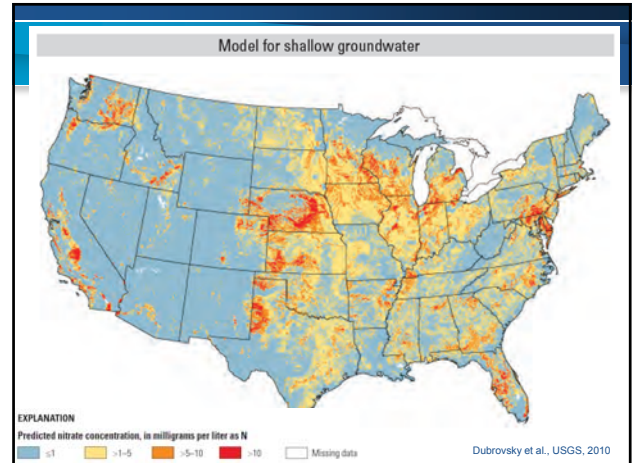 Model for shallow groundwater
EXPLANATION
Predicted nitrate concentration, in milligrams per liter as N
≤1 >1–5 >5–10 >10 Missing data
Dubrovsky et al., USGS, 2010